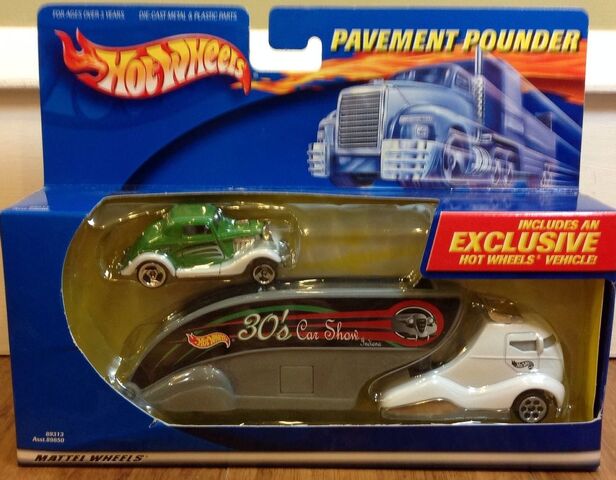 FOR AGES OVER 3 YEARS
DIE-CAST METAL & PLASTIC PARTS
HOT WHEELS
PAVEMENT POUNDER
INCLUDES AN
EXCLUSIVE
HOT WHEELS® VEHICLE!
30's Car Show
Indiana
HOT WHEELS
89313
Asst. 89850
MATTEL WHEELS